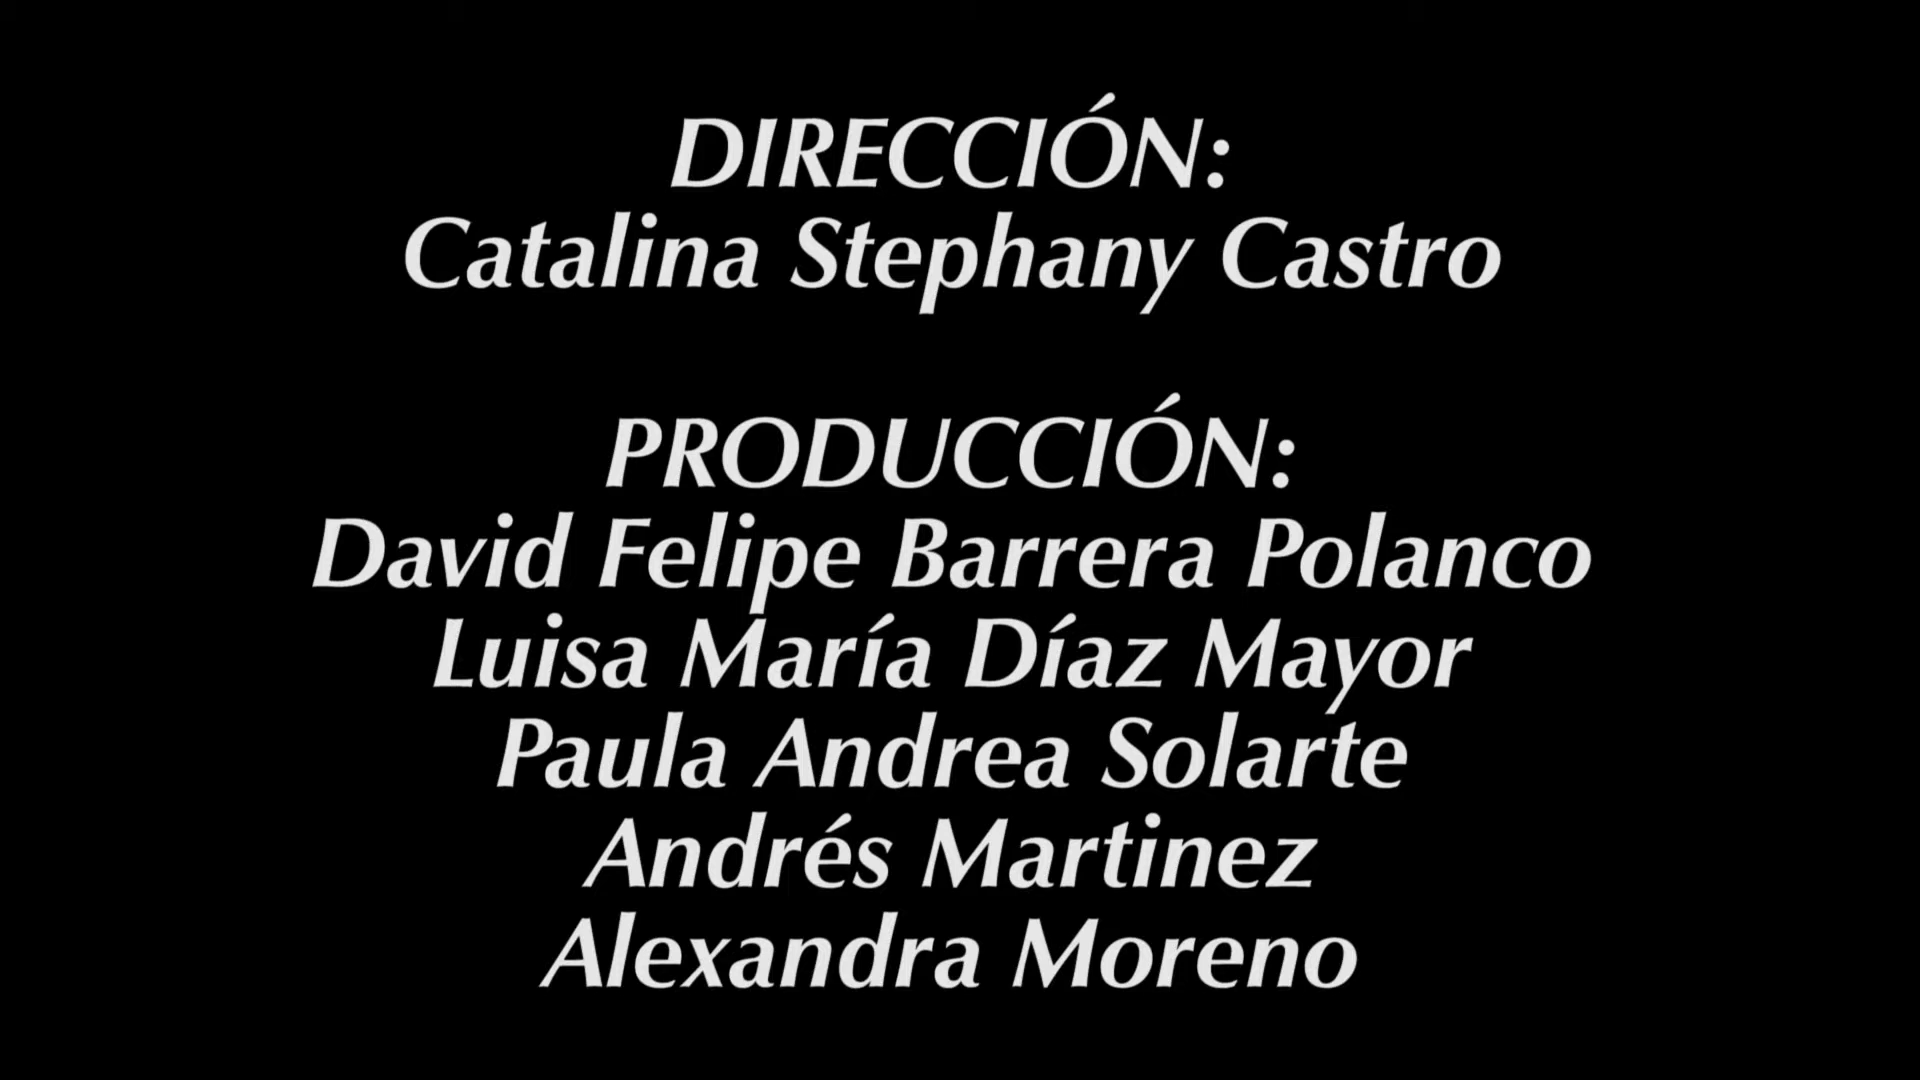 DIRECCIÓN:
Catalina Stephany Castro
PRODUCCIÓN:
David Felipe Barrera Polanco
Luisa María Díaz Mayor
Paula Andrea Solarte
Andrés Martinez
Alexandra Moreno